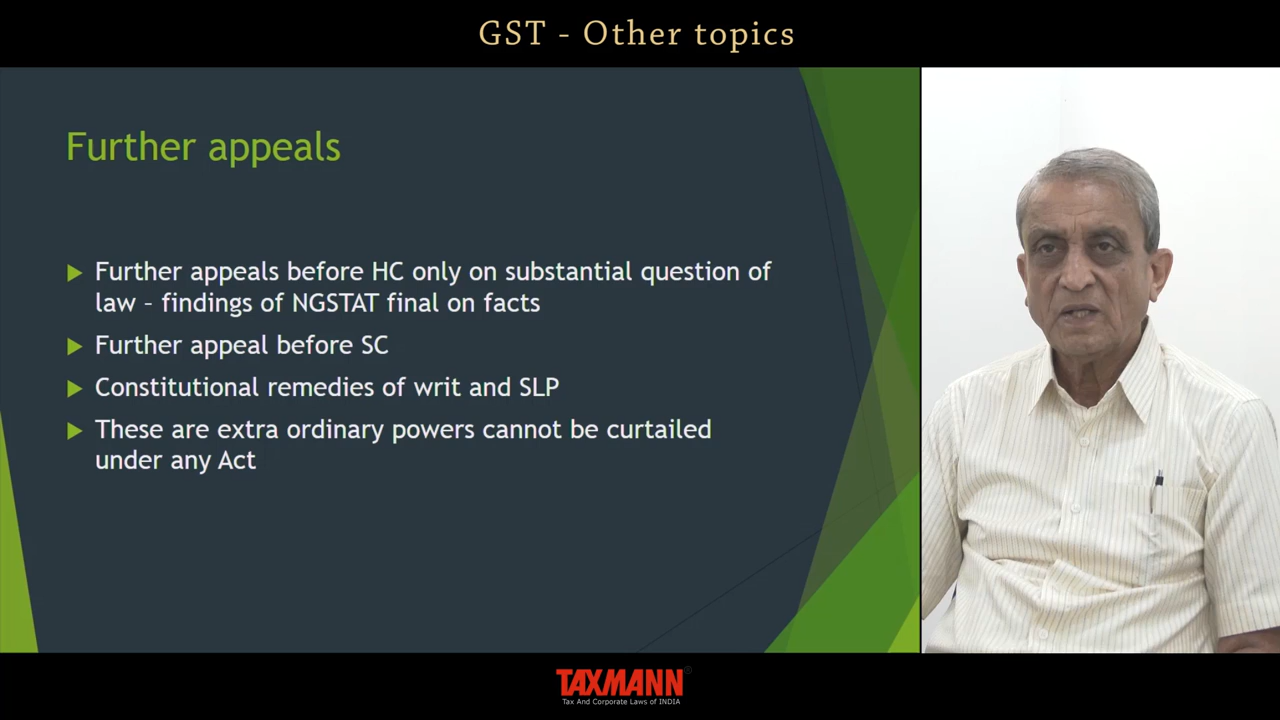 GST - Other topics
Further appeals
Further appeals before HC only on substantial question of
law – findings of NGSTAT final on facts
Further appeal before SC
Constitutional remedies of writ and SLP
These are extra ordinary powers cannot be curtailed
under any Act
TAXMANN®
Tax And Corporate Laws of INDIA